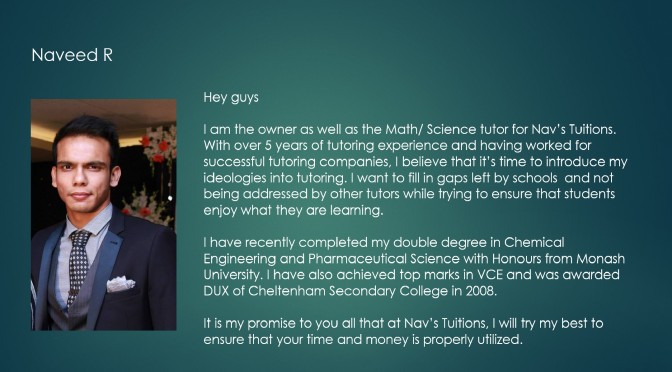 Naveed R
Hey guys
I am the owner as well as the Math/ Science tutor for Nav's Tuitions.
With over 5 years of tutoring experience and having worked for
successful tutoring companies, I believe that it's time to introduce my
ideologies into tutoring. I want to fill in gaps left by schools  and not
being addressed by other tutors while trying to ensure that students
enjoy what they are learning.
I have recently completed my double degree in Chemical
Engineering and Pharmaceutical Science with Honours from Monash
University. I have also achieved top marks in VCE and was awarded
DUX of Cheltenham Secondary College in 2008.
It is my promise to you all that at Nav's Tuitions, I will try my best to
ensure that your time and money is properly utilized.